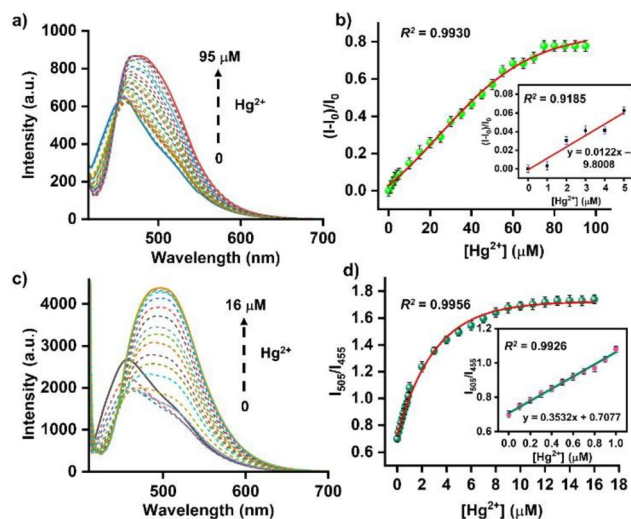 a)
Intensity (a.u.)
1000
800
600
400
200
0
95 μM
Hg2+
0
500
600
700
Wavelength (nm)
b)
(I-I0)/I0
0.8
0.6
0.4
0.2
0.0
R2 = 0.9930
0
20
40
60
80
100
[Hg2+] (μM)
(I-I0)/I0
0.08
0.06
0.04
0.02
0.00
R2 = 0.9185
y = 0.0122x –
9.8008
0 1 2 3 4 5
[Hg2+] (μM)
c)
Intensity (a.u.)
4000
3000
2000
1000
0
16 μM
Hg2+
0
500
600
700
Wavelength (nm)
d)
I505/I455
1.8
1.6
1.4
1.2
1.0
0.8
0.6
R2 = 0.9956
0 2 4 6 8 10 12 14 16 18
[Hg2+] (μM)
I505/I455
1.2
1.0
0.8
0.6
R2 = 0.9926
y = 0.3532x + 0.7077
0.0 0.2 0.4 0.6 0.8 1.0
[Hg2+] (μM)